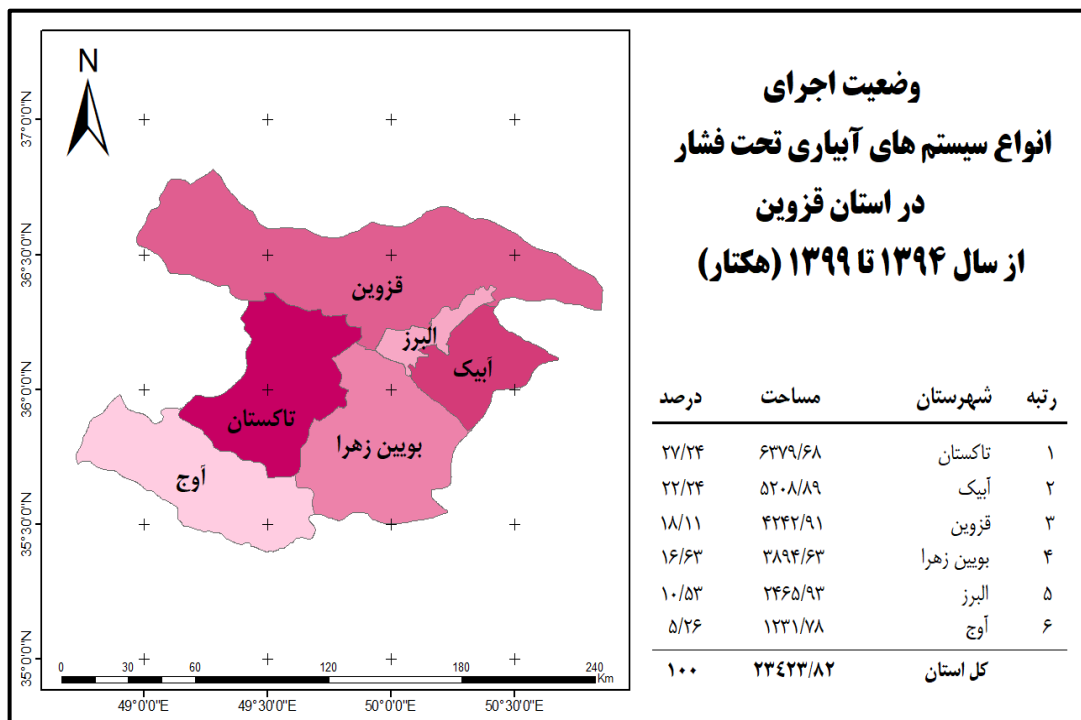 وضعیت اجرای
انواع سیستم های آبیاری تحت فشار
در استان قزوین
از سال ۱۳۹۴ تا ۱۳۹۹ (هکتار)
رتبه شهرستان مساحت درصد
۱ تاکستان ۶۳۷۹/۶۸ ۲۷/۲۴
۲ آبیک ۵۲۰۸/۸۹ ۲۲/۲۴
۳ قزوین ۴۲۴۲/۹۱ ۱۸/۱۱
۴ بویین زهرا ۳۸۹۴/۶۳ ۱۶/۶۳
۵ البرز ۲۴۶۵/۹۳ ۱۰/۵۳
۶ آوج ۱۲۳۱/۷۸ ۵/۲۶
کل استان ۲۳٤۲۳/۸۲ ۱۰۰
N
37°0'0"N
36°30'0"N
36°0'0"N
35°30'0"N
35°0'0"N
قزوین
البرز
آبیک
تاکستان
بویین زهرا
آوج
0 30 60 120 180 240
Km
49°0'0"E 49°30'0"E 50°0'0"E 50°30'0"E